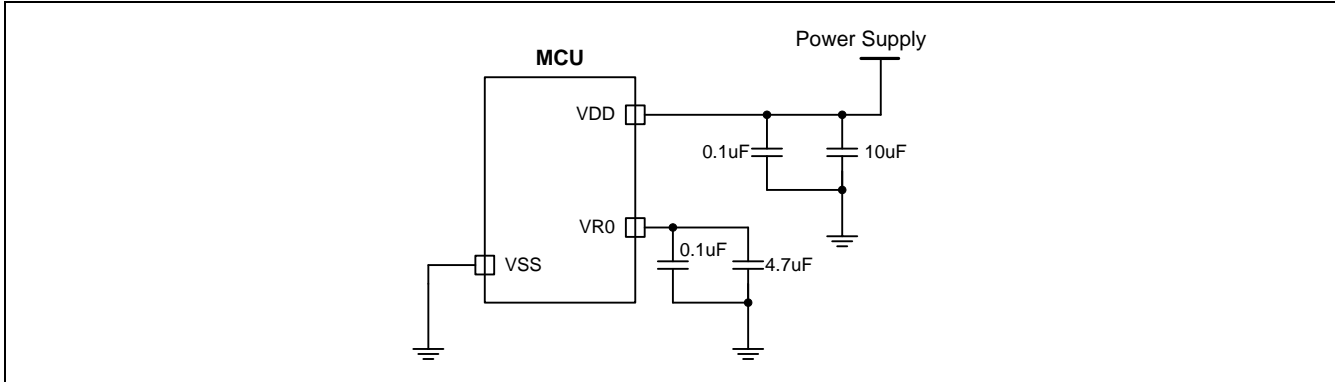 Power Supply
MCU
VDD
0.1uF
10uF
VR0
0.1uF
4.7uF
VSS